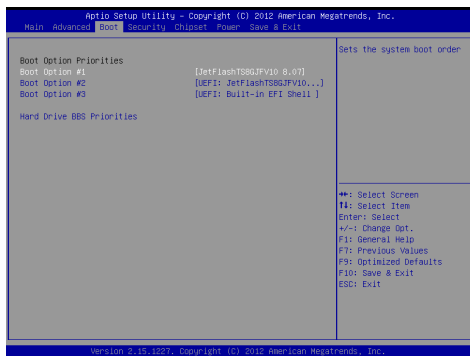 Aptio Setup Utility – Copyright (C) 2012 American Megatrends, Inc.
Main Advanced Boot Security Chipset Power Save & Exit
Sets the system boot order
Boot Option Priorities
Boot Option #1 [JetFlashTS8GJFV10 8.07]
Boot Option #2 [UEFI: JetFlashTS8GJFV10...]
Boot Option #3 [UEFI: Built-in EFI Shell ]
Hard Drive BBS Priorities
→←: Select Screen
↑↓: Select Item
Enter: Select
+/-: Change Opt.
F1: General Help
F7: Previous Values
F9: Optimized Defaults
F10: Save & Exit
ESC: Exit
Version 2.15.1227. Copyright (C) 2012 American Megatrends, Inc.